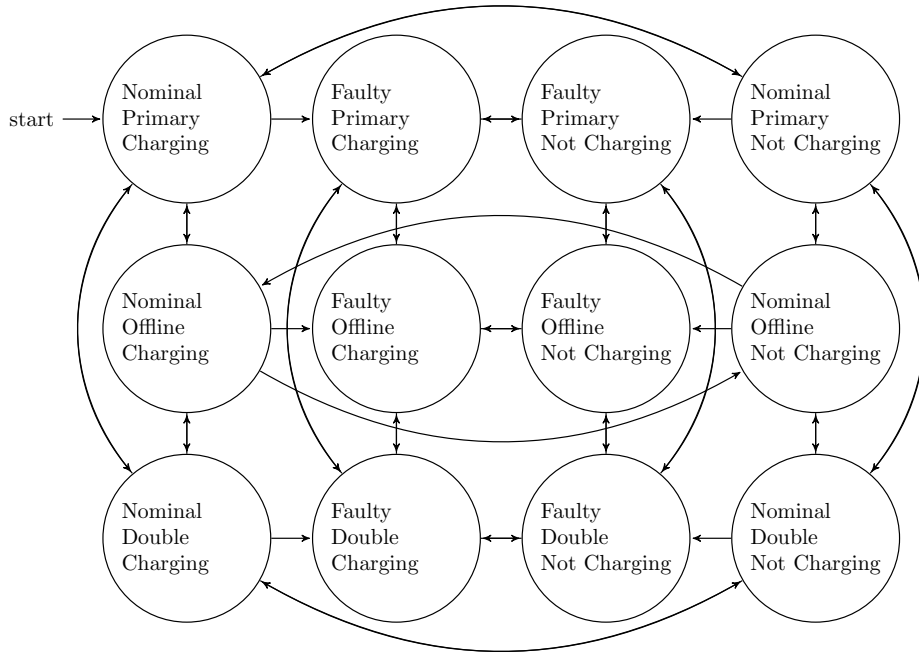 Nominal
Primary
Charging
Faulty
Primary
Charging
Faulty
Primary
Not Charging
Nominal
Primary
Not Charging
start
Nominal
Offline
Charging
Faulty
Offline
Charging
Faulty
Offline
Not Charging
Nominal
Offline
Not Charging
Nominal
Double
Charging
Faulty
Double
Charging
Faulty
Double
Not Charging
Nominal
Double
Not Charging